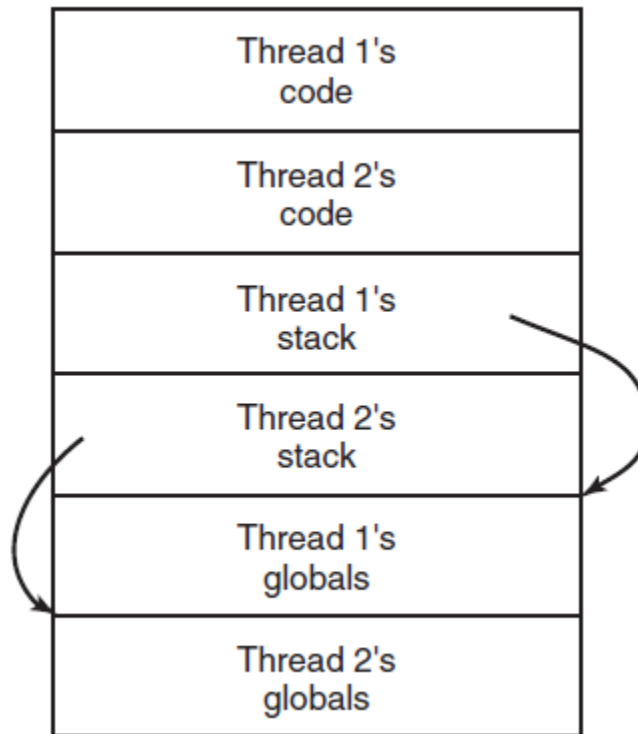 Thread 1's
code
Thread 2's
code
Thread 1's
stack
Thread 2's
stack
Thread 1's
globals
Thread 2's
globals